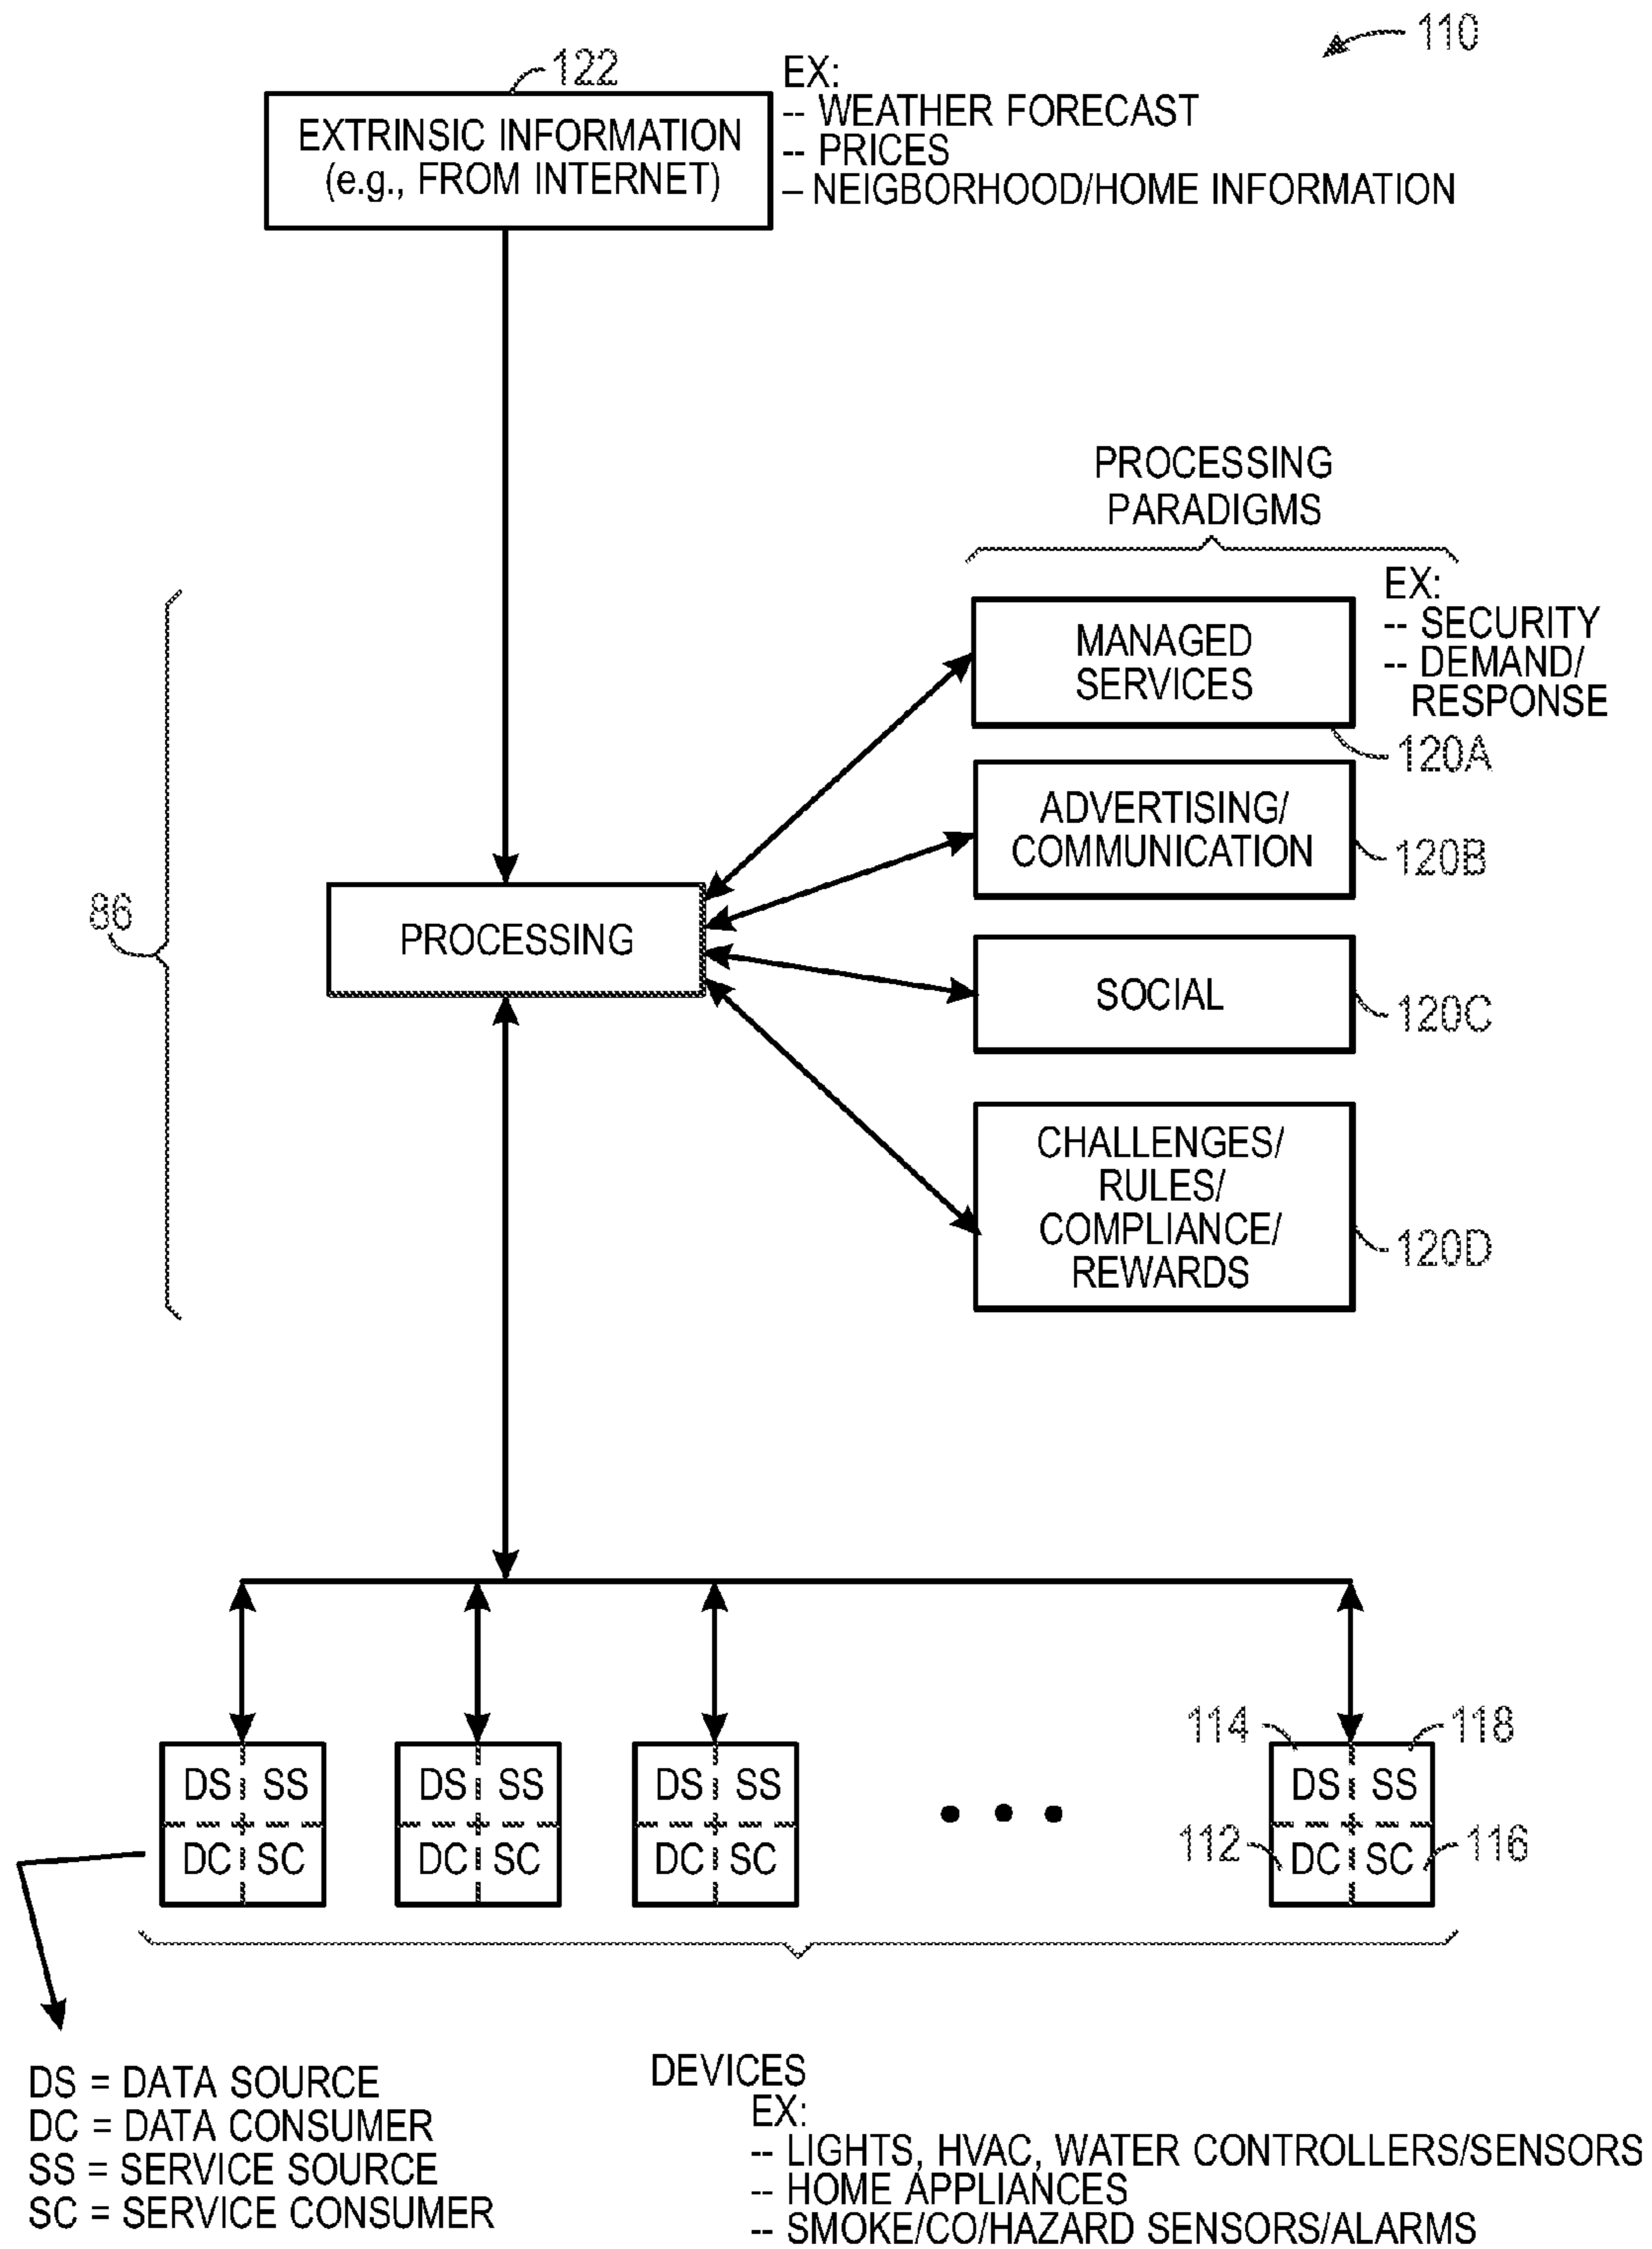 110
122
EXTRINSIC INFORMATION
(e.g., FROM INTERNET)
EX:
-- WEATHER FORECAST
-- PRICES
– NEIGBORHOOD/HOME INFORMATION
PROCESSING
PARADIGMS
MANAGED
SERVICES
EX:
-- SECURITY
-- DEMAND/
RESPONSE
120A
ADVERTISING/
COMMUNICATION
120B
86
PROCESSING
SOCIAL
120C
CHALLENGES/
RULES/
COMPLIANCE/
REWARDS
120D
DS SS
DC SC
DS SS
DC SC
DS SS
DC SC
114
118
DS SS
112
DC SC
116
DS = DATA SOURCE
DC = DATA CONSUMER
SS = SERVICE SOURCE
SC = SERVICE CONSUMER
DEVICES
EX:
-- LIGHTS, HVAC, WATER CONTROLLERS/SENSORS
-- HOME APPLIANCES
-- SMOKE/CO/HAZARD SENSORS/ALARMS